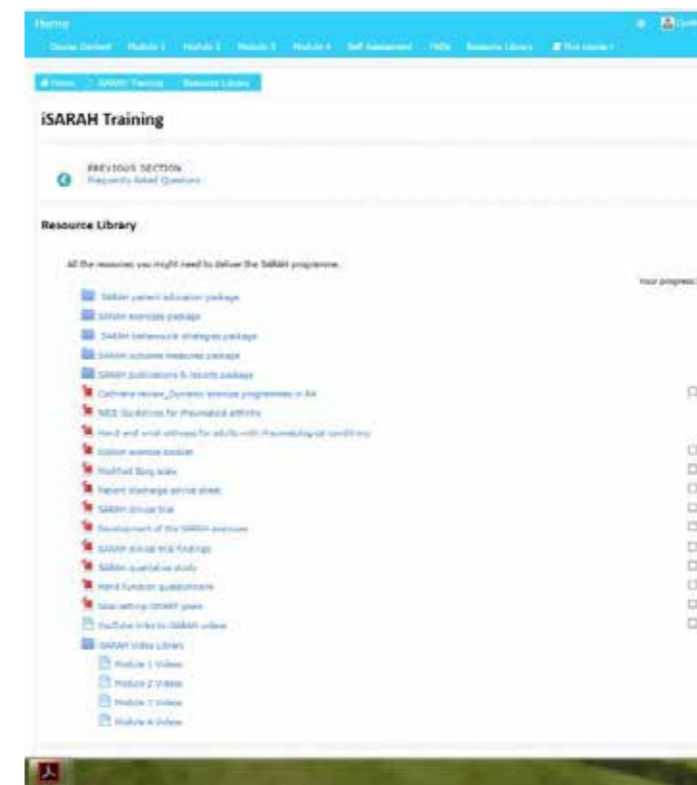 Home
Course Content Module 1 Module 2 Module 3 Module 4 Self Assessment FAQs Resource Library This course
Home iSARAH Training Resource Library
iSARAH Training
PREVIOUS SECTION
Frequently Asked Questions
Resource Library
All the resources you might need to deliver the SARAH programme.
Your progress
SARAH patient education package
SARAH exercise package
SARAH behavioural strategies package
SARAH outcome measures package
SARAH publications & reports package
Cochrane review_Dynamic exercise programmes in RA
NICE Guidelines for rheumatoid arthritis
Hand and wrist orthoses for adults with rheumatological conditions
SARAH exercise booklet
Modified Borg scale
Patient discharge advice sheet
SARAH clinical trial
Development of the SARAH exercises
SARAH clinical trial findings
SARAH qualitative study
Hand function questionnaire
Goal setting SMART goals
YouTube links to SARAH videos
iSARAH Video Library
Module 1 Videos
Module 2 Videos
Module 3 Videos
Module 4 Videos